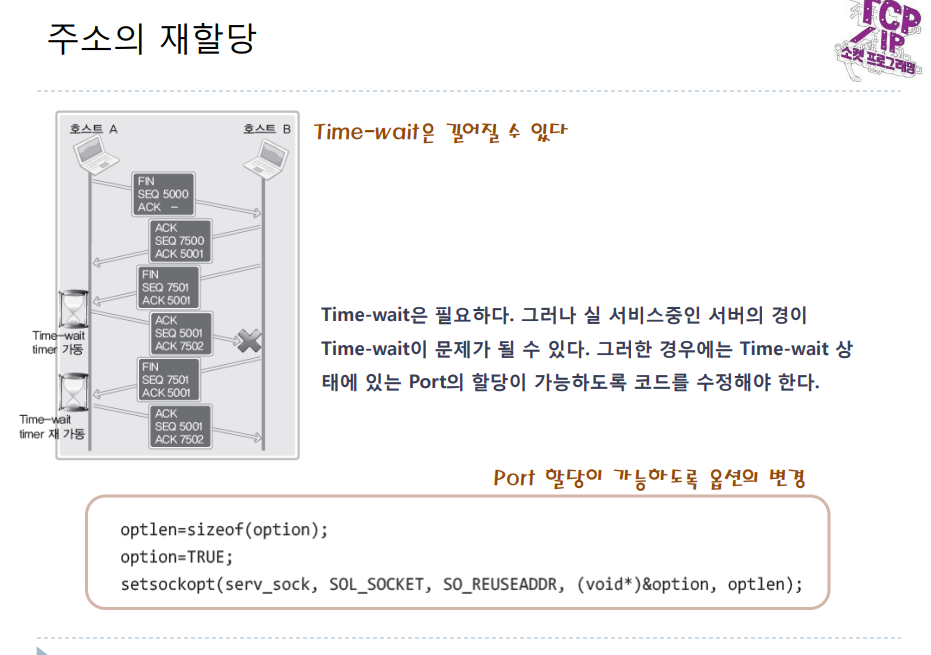 주소의 재할당
TCP
/ IP
소켓 프로그래밍
호스트 A
호스트 B
FIN
SEQ 5000
ACK －
ACK
SEQ 7500
ACK 5001
FIN
SEQ 7501
ACK 5001
Time-wait
timer 가동
ACK
SEQ 5001
ACK 7502
FIN
SEQ 7501
ACK 5001
Time-wait
timer 재 가동
ACK
SEQ 5001
ACK 7502
Time-wait은 길어질 수 있다
Time-wait은 필요하다. 그러나 실 서비스중인 서버의 경이
Time-wait이 문제가 될 수 있다. 그러한 경우에는 Time-wait 상
태에 있는 Port의 할당이 가능하도록 코드를 수정해야 한다.
Port 할당이 가능하도록 옵션의 변경
optlen=sizeof(option);
option=TRUE;
setsockopt(serv_sock, SOL_SOCKET, SO_REUSEADDR, (void*)&option, optlen);